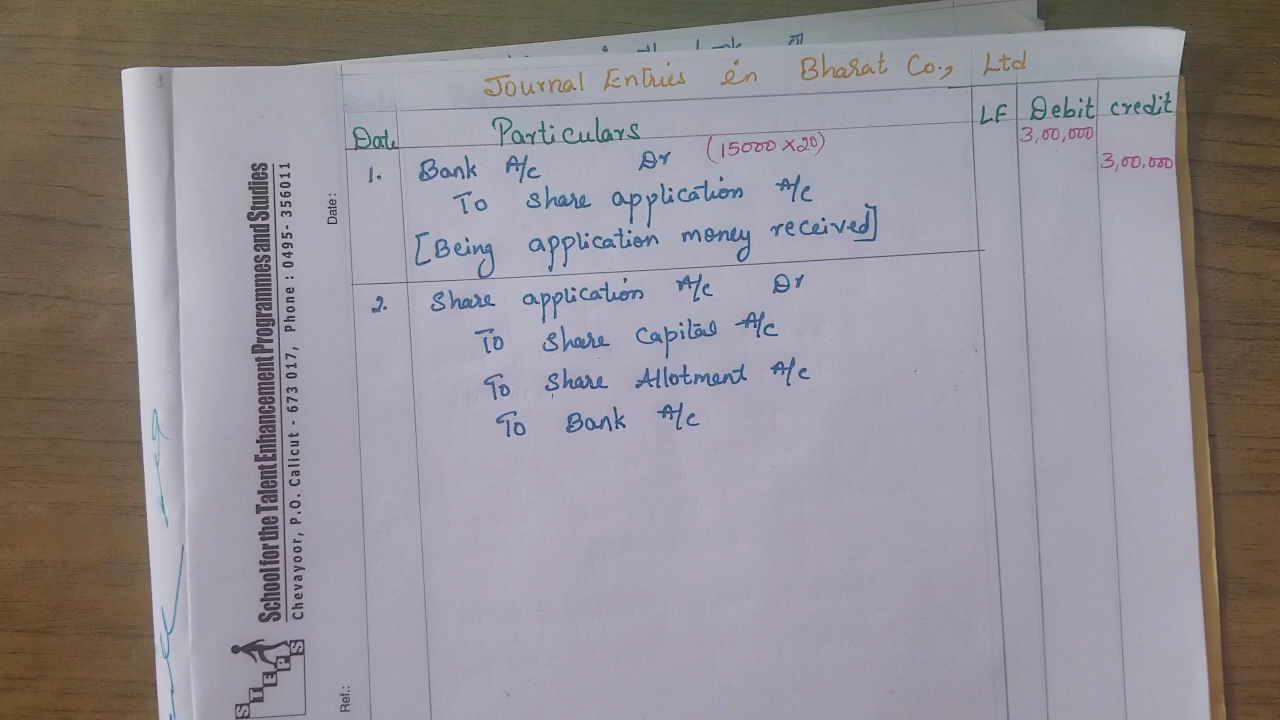 Journal Entries in Bharat Co., Ltd
Date Particulars LF Debit credit
1. Bank A/c Dr (15000 × 20) 3,00,000
To share application A/c 3,00,000
[Being application money received]
2. Share application A/c Dr
To share Capital A/c
To share Allotment A/c
To Bank A/c
School for the Talent Enhancement Programmes and Studies
Chevayoor, P.O. Calicut - 673 017, Phone : 0495- 356011
STEPS
Date:
Ref.: